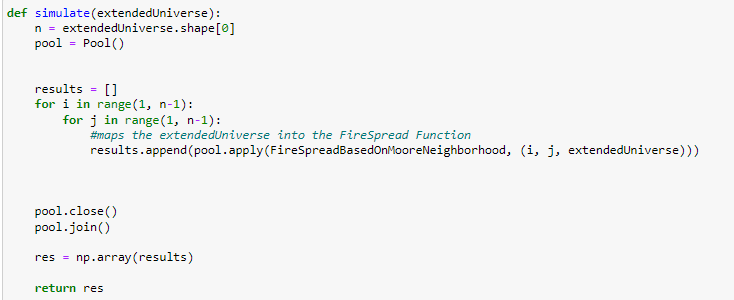 def simulate(extendedUniverse):
    n = extendedUniverse.shape[0]
    pool = Pool()
    results = []
    for i in range(1, n-1):
        for j in range(1, n-1):
            #maps the extendedUniverse into the FireSpread Function
            results.append(pool.apply(FireSpreadBasedOnMooreNeighborhood, (i, j, extendedUniverse)))
    pool.close()
    pool.join()
    res = np.array(results)
    return res